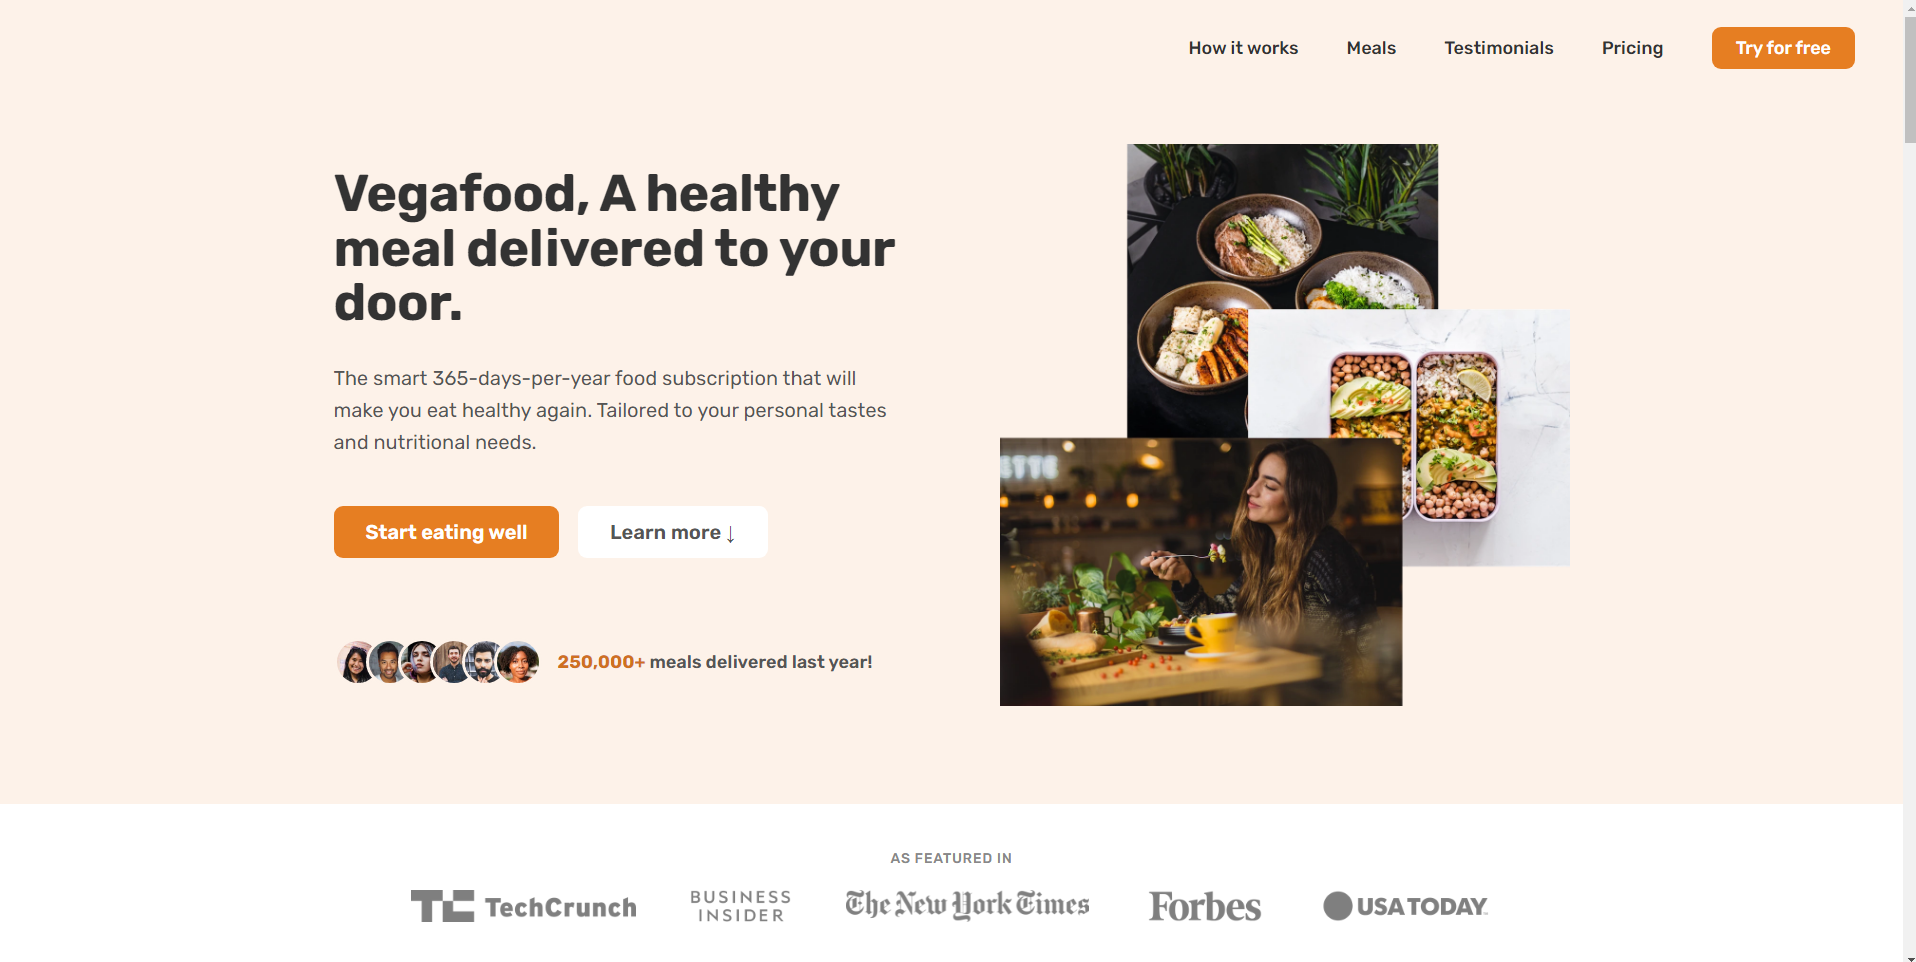 How it works
Meals
Testimonials
Pricing
Try for free
Vegafood, A healthy
meal delivered to your
door.
The smart 365-days-per-year food subscription that will
make you eat healthy again. Tailored to your personal tastes
and nutritional needs.
Start eating well
Learn more ↓
250,000+ meals delivered last year!
AS FEATURED IN
TC TechCrunch
BUSINESS
INSIDER
The New York Times
Forbes
USA TODAY